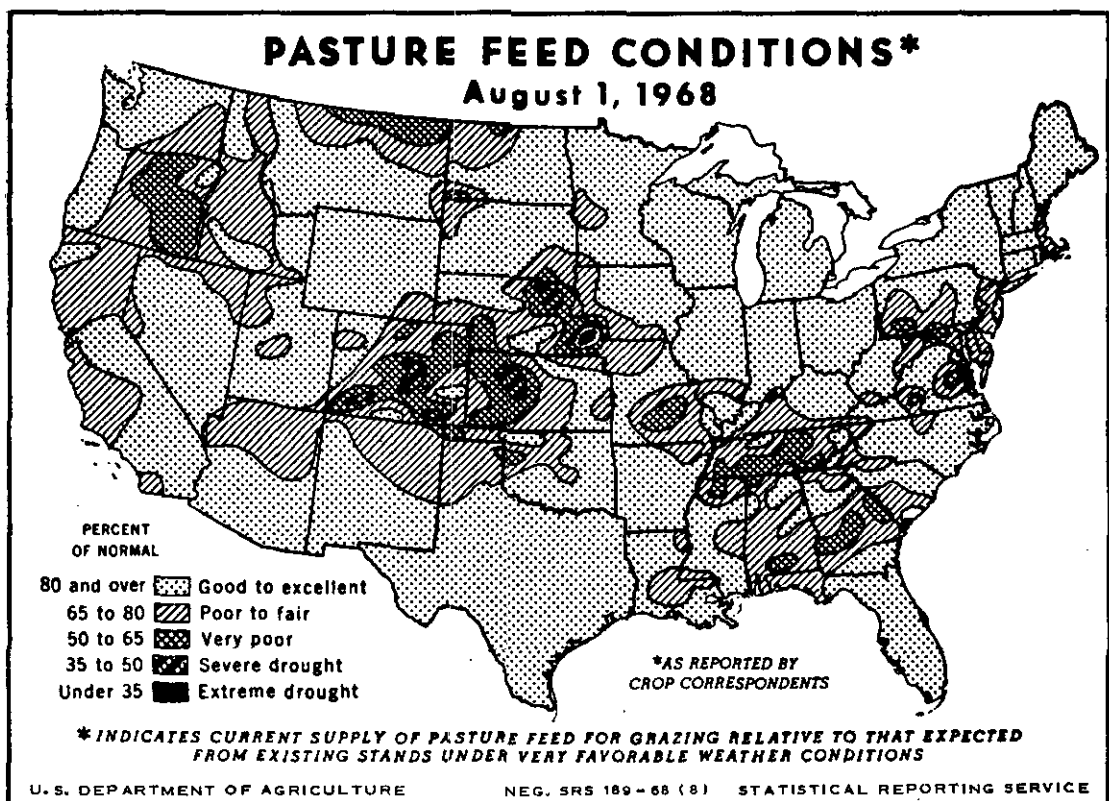 PASTURE FEED CONDITIONS*
August 1, 1968
PERCENT
OF NORMAL
80 and over Good to excellent
65 to 80 Poor to fair
50 to 65 Very poor
35 to 50 Severe drought
Under 35 Extreme drought
*AS REPORTED BY
CROP CORRESPONDENTS
* INDICATES CURRENT SUPPLY OF PASTURE FEED FOR GRAZING RELATIVE TO THAT EXPECTED
FROM EXISTING STANDS UNDER VERY FAVORABLE WEATHER CONDITIONS
U. S. DEPARTMENT OF AGRICULTURE NEG. SRS 189-68 (8) STATISTICAL REPORTING SERVICE